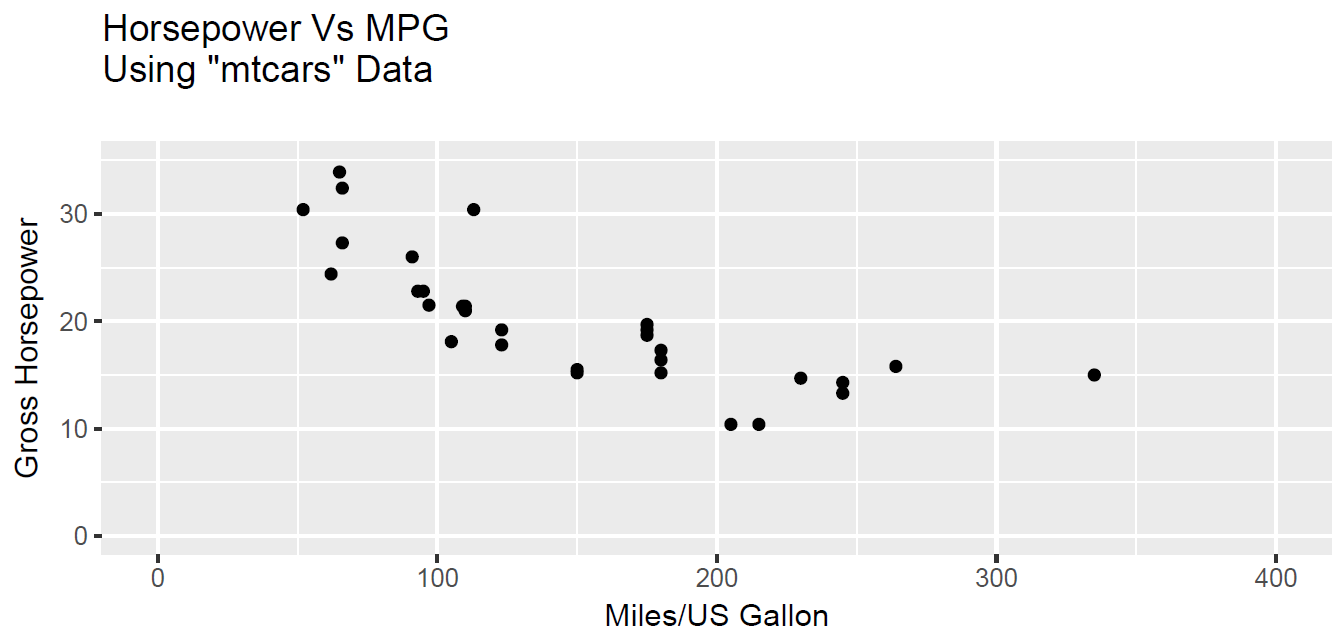 Horsepower Vs MPG
Using "mtcars" Data
Gross Horsepower
30
20
10
0
0 100 200 300 400
Miles/US Gallon